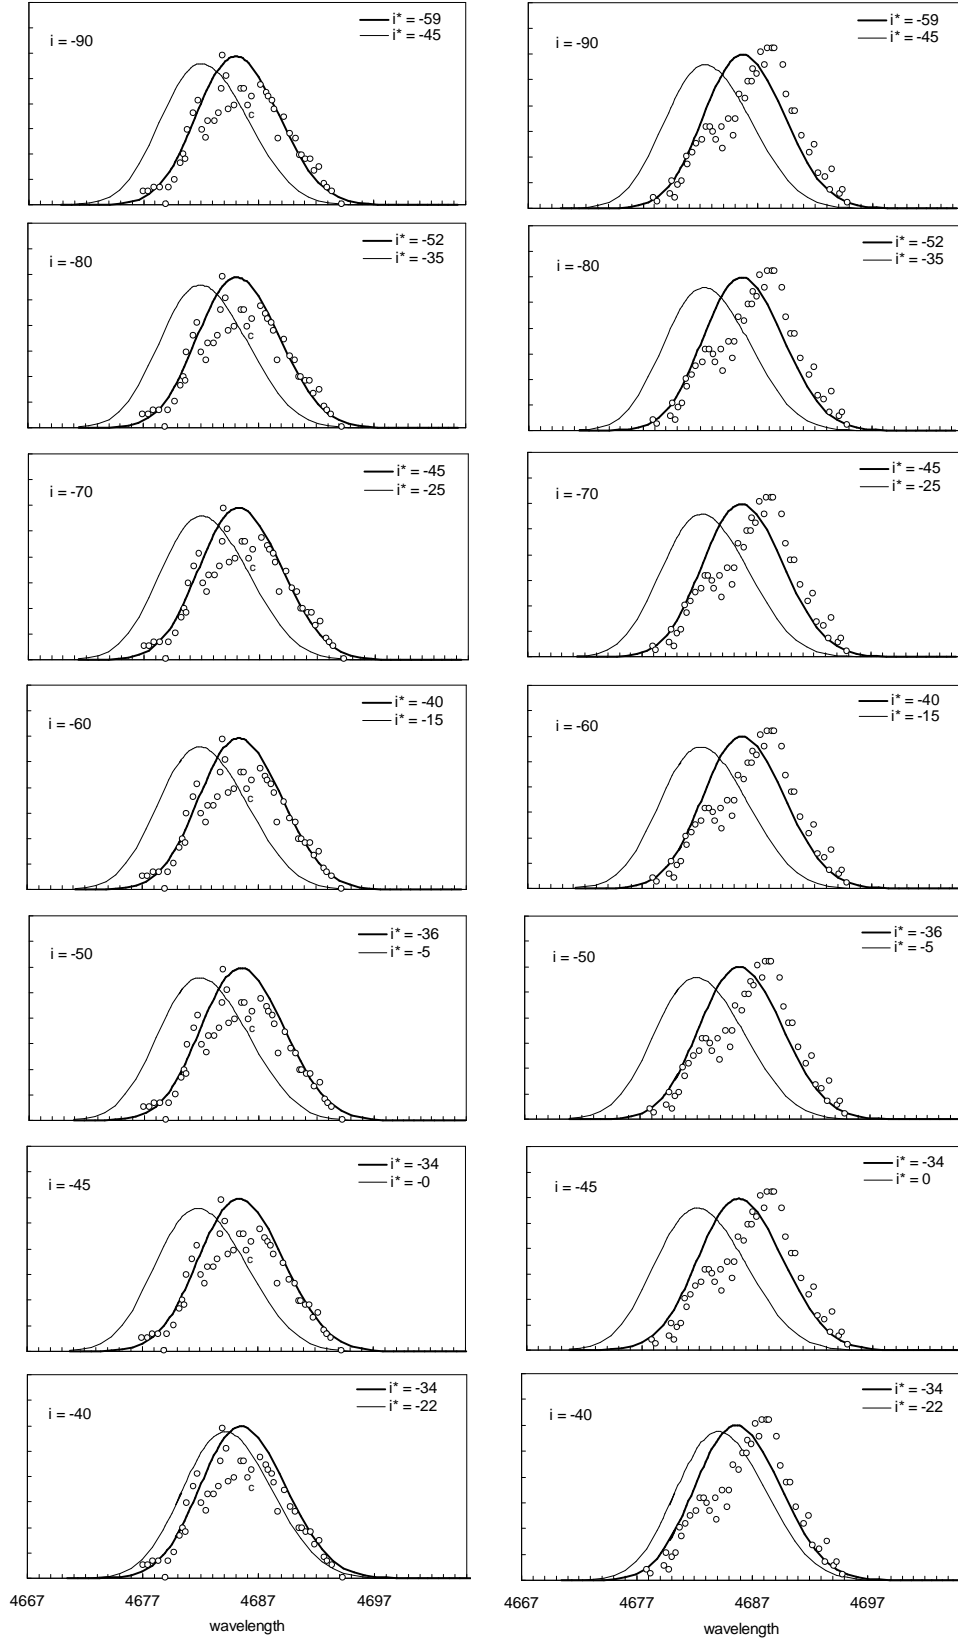 i = -90
i* = -59
i* = -45
i = -90
i* = -59
i* = -45
i = -80
i* = -52
i* = -35
i = -80
i* = -52
i* = -35
i = -70
i* = -45
i* = -25
i = -70
i* = -45
i* = -25
i = -60
i* = -40
i* = -15
i = -60
i* = -40
i* = -15
i = -50
i* = -36
i* = -5
i = -50
i* = -36
i* = -5
i = -45
i* = -34
i* = -0
i = -45
i* = -34
i* = 0
i = -40
i* = -34
i* = -22
i = -40
i* = -34
i* = -22
4667 4677 4687 4697
wavelength
4667 4677 4687 4697
wavelength